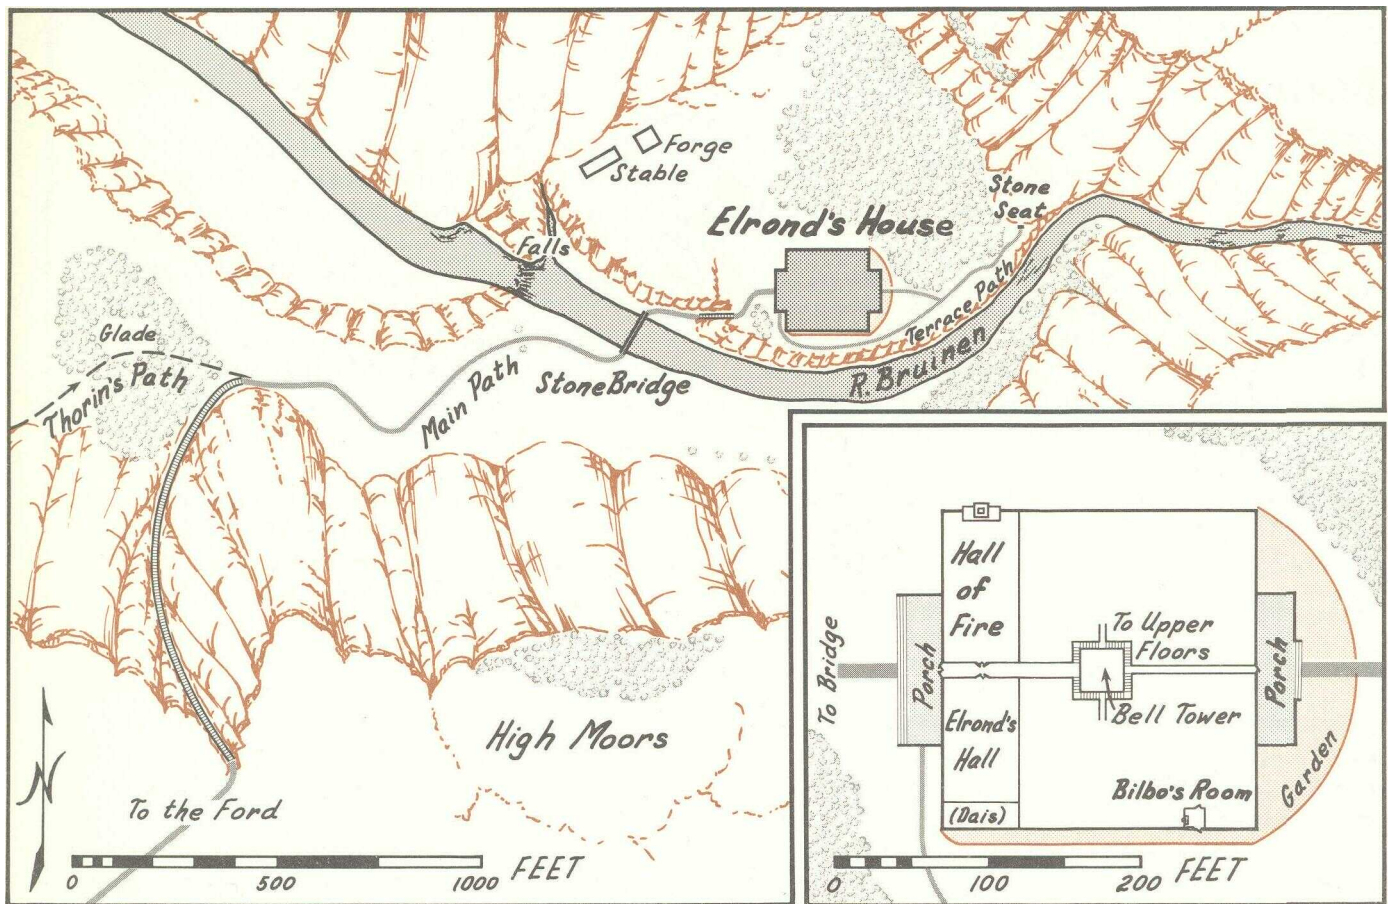 Forge
Stable
Stone
Seat
Elrond's House
Falls
Terrace Path
R. Bruinen
Glade
Thorin's Path
Main Path
Stone Bridge
High Moors
N
To the Ford
0 500 1000 FEET
Hall
of
Fire
To Upper
Floors
To Bridge
Porch
Porch
Bell Tower
Elrond's
Hall
(Dais)
Bilbo's Room
Garden
0 100 200 FEET